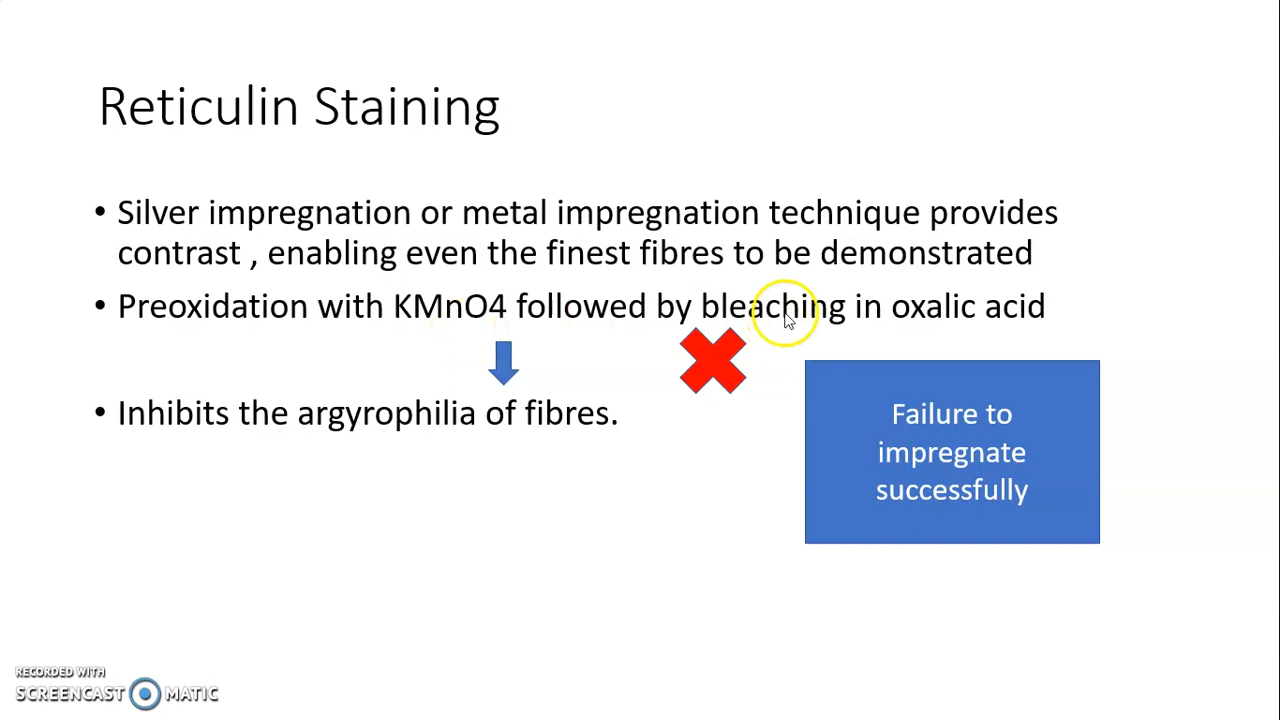 Reticulin Staining
• Silver impregnation or metal impregnation technique provides
contrast , enabling even the finest fibres to be demonstrated
• Preoxidation with KMnO4 followed by bleaching in oxalic acid
• Inhibits the argyrophilia of fibres.
Failure to
impregnate
successfully
RECORDED WITH
SCREENCAST MATIC